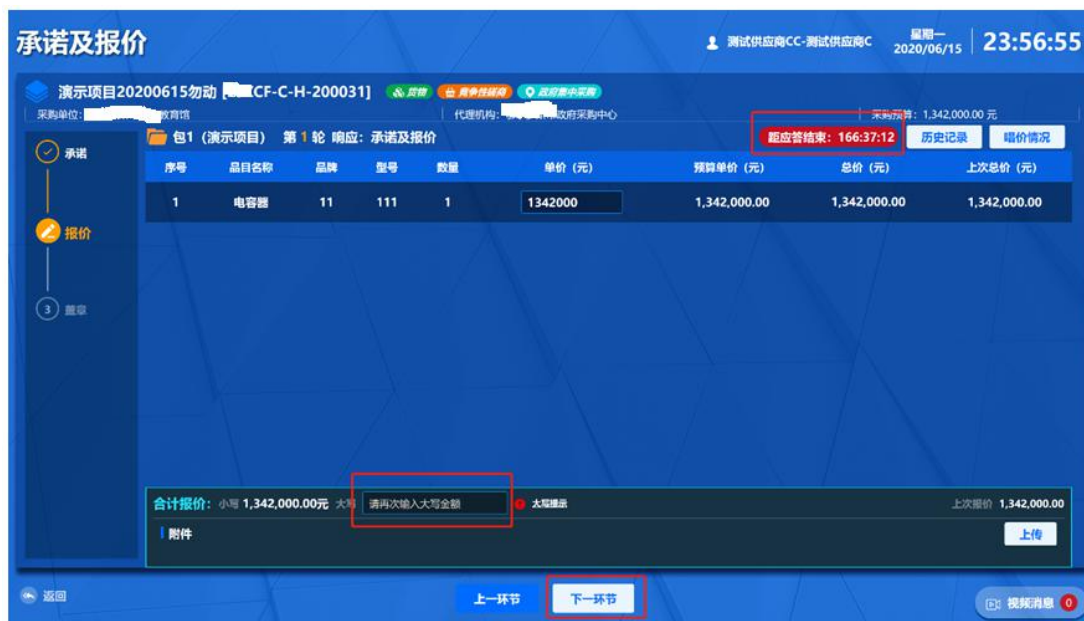 承诺及报价
测试供应商CC-测试供应商C 星期一 2020/06/15 23:56:55
演示项目20200615勿动 [ CF-C-H-200031] 货物 竞争性磋商 政府集中采购
采购单位: 教育馆 代理机构: 政府采购中心 采购预算: 1,342,000.00 元
承诺
包1 (演示项目) 第 1 轮 响应: 承诺及报价 距应答结束: 166:37:12 历史记录 唱价情况
序号 品目名称 品牌 型号 数量 单价 (元) 预算单价 (元) 总价 (元) 上次总价 (元)
1 电容器 11 111 1 1342000 1,342,000.00 1,342,000.00 1,342,000.00
报价
3 盖章
合计报价: 小写 1,342,000.00元 大写 请再次输入大写金额 大写提示 上次报价 1,342,000.00
附件 上传
返回 上一环节 下一环节 视频消息 0